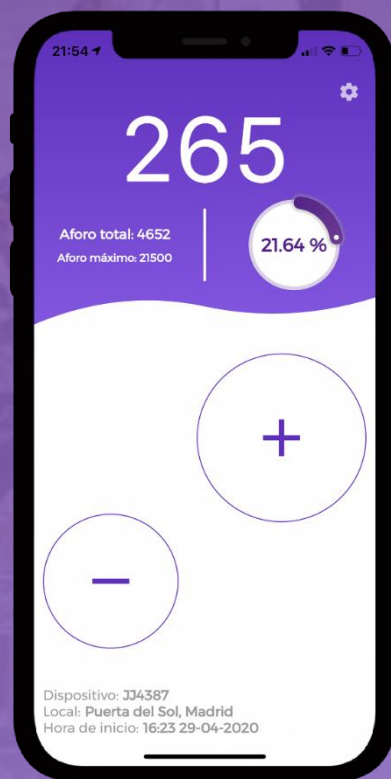 21:54
265
Aforo total: 4652
Aforo máximo: 21500
21.64 %
+
−
Dispositivo: JJ4387
Local: Puerta del Sol, Madrid
Hora de inicio: 16:23 29-04-2020